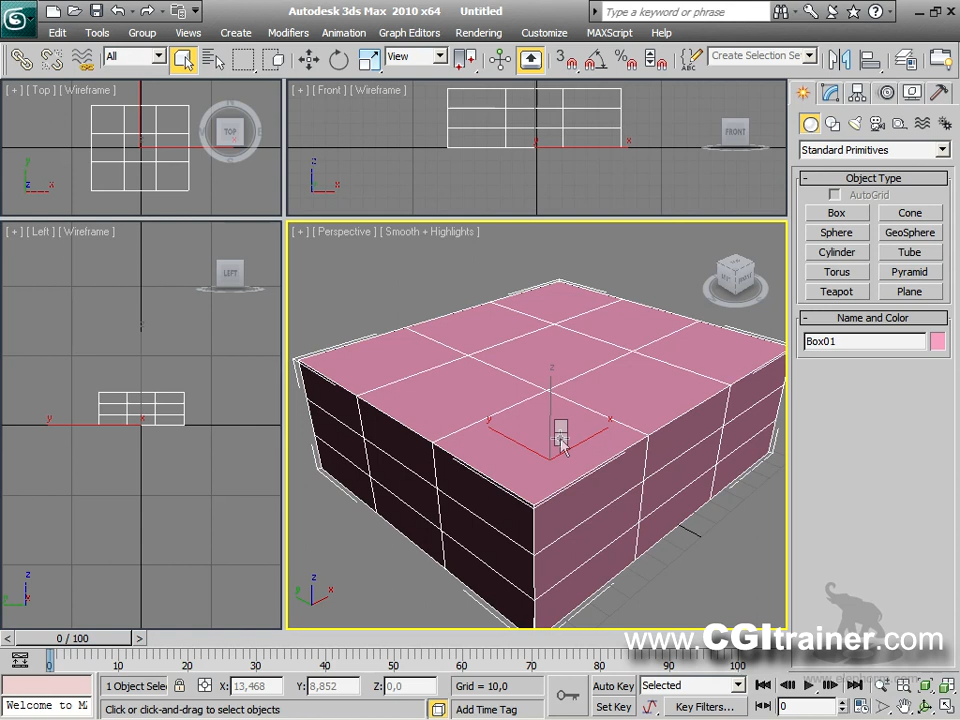 Autodesk 3ds Max 2010 x64 Untitled
Type a keyword or phrase
Edit Tools Group Views Create Modifiers Animation Graph Editors Rendering Customize MAXScript Help
All
View
3
Create Selection Se
[ + ] [ Top ] [ Wireframe ]
[ + ] [ Front ] [ Wireframe ]
TOP
FRONT
Standard Primitives
Object Type
AutoGrid
Box Cone
Sphere GeoSphere
Cylinder Tube
Torus Pyramid
Teapot Plane
Name and Color
Box01
[ + ] [ Left ] [ Wireframe ]
[ + ] [ Perspective ] [ Smooth + Highlights ]
LEFT
0 / 100
www.CGItrainer.com
0 10 20 30 40 50 60 70 80 90 100
1 Object Selec
X: 13,468
Y: 8,852
Z: 0,0
Grid = 10,0
Auto Key
Selected
Welcome to M
Click or click-and-drag to select objects
Add Time Tag
Set Key
Key Filters...
0